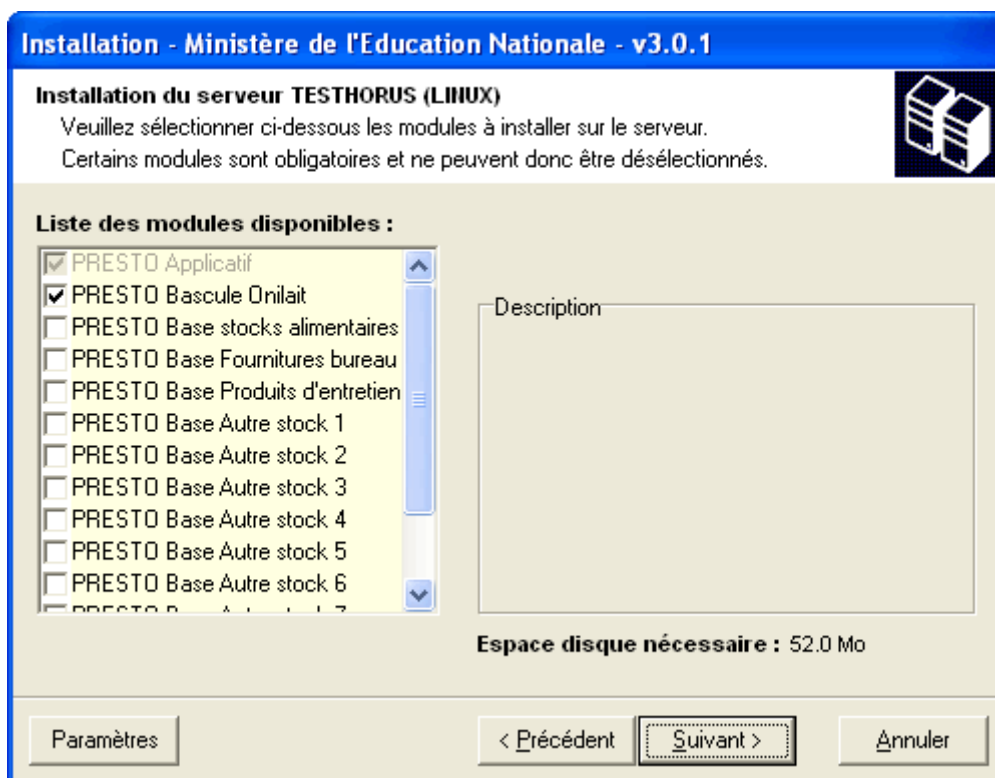 Installation - Ministère de l'Education Nationale - v3.0.1
Installation du serveur TESTHORUS (LINUX)
Veuillez sélectionner ci-dessous les modules à installer sur le serveur.
Certains modules sont obligatoires et ne peuvent donc être désélectionnés.
Liste des modules disponibles :
PRESTO Applicatif
PRESTO Bascule Onilait
PRESTO Base stocks alimentaires
PRESTO Base Fournitures bureau
PRESTO Base Produits d'entretien
PRESTO Base Autre stock 1
PRESTO Base Autre stock 2
PRESTO Base Autre stock 3
PRESTO Base Autre stock 4
PRESTO Base Autre stock 5
PRESTO Base Autre stock 6
Description
Espace disque nécessaire : 52.0 Mo
Paramètres
< Précédent
Suivant >
Annuler